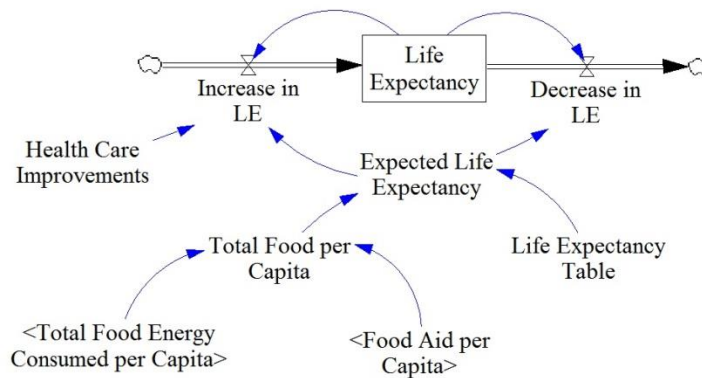 Life
Expectancy
Increase in
LE
Decrease in
LE
Health Care
Improvements
Expected Life
Expectancy
Total Food per
Capita
Life Expectancy
Table
<Total Food Energy
Consumed per Capita>
<Food Aid per
Capita>